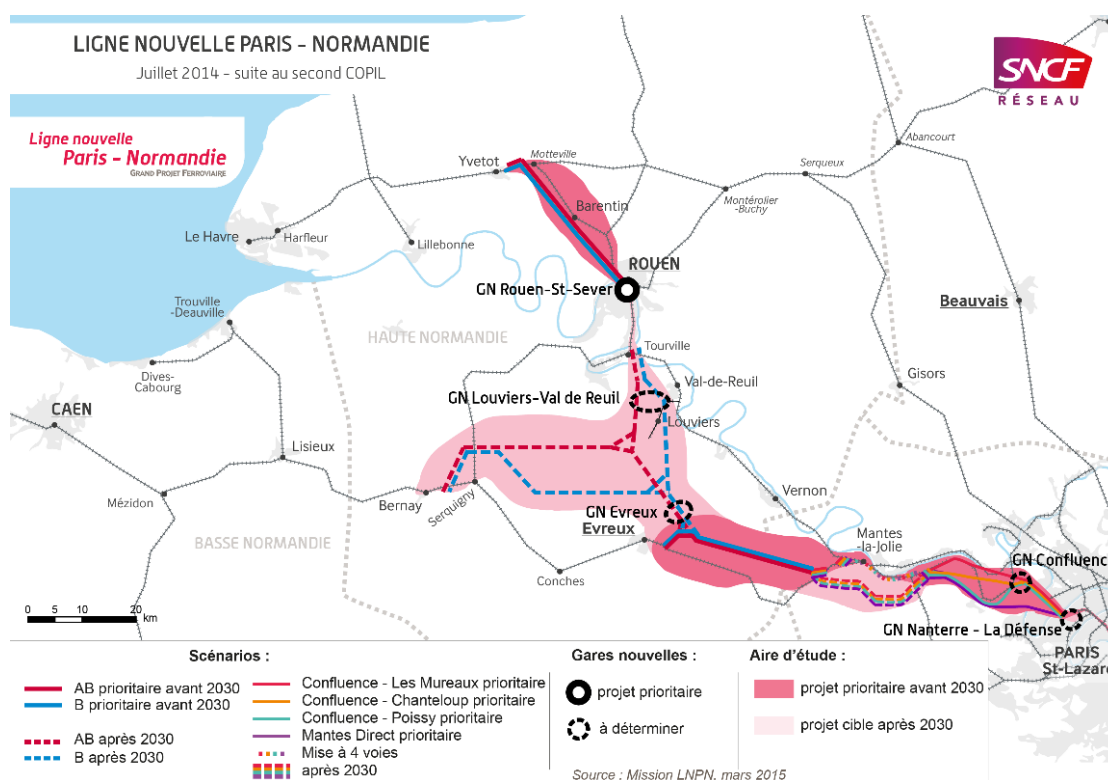 LIGNE NOUVELLE PARIS - NORMANDIE
Juillet 2014 - suite au second COPIL
SNCF
RÉSEAU
Ligne nouvelle
Paris - Normandie
GRAND PROJET FERROVIAIRE
Abancourt
Yvetot
Motteville
Serqueux
Montérolier
-Buchy
Barentin
Le Havre
Harfleur
Lillebonne
ROUEN
GN Rouen-St-Sever
Beauvais
Trouville
-Deauville
HAUTE NORMANDIE
Tourville
Dives-
Cabourg
Val-de-Reuil
Gisors
GN Louviers-Val de Reuil
CAEN
Louviers
Lisieux
Mézidon
Bernay
Serquigny
Vernon
GN Evreux
Evreux
Mantes
-la-Jolie
BASSE NORMANDIE
GN Confluenc
Conches
0 5 10 20
km
GN Nanterre - La Défense
PARIS
St-Lazare
Scénarios :
AB prioritaire avant 2030
B prioritaire avant 2030
AB après 2030
B après 2030
Confluence - Les Mureaux prioritaire
Confluence - Chanteloup prioritaire
Confluence - Poissy prioritaire
Mantes Direct prioritaire
Mise à 4 voies
après 2030
Gares nouvelles :
projet prioritaire
à déterminer
Aire d'étude :
projet prioritaire avant 2030
projet cible après 2030
Source : Mission LNPN, mars 2015